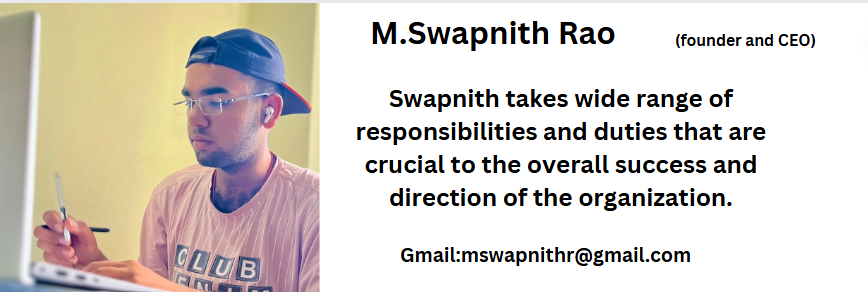 M.Swapnith Rao
(founder and CEO)
Swapnith takes wide range of
responsibilities and duties that are
crucial to the overall success and
direction of the organization.
Gmail:mswapnithr@gmail.com
CLUB